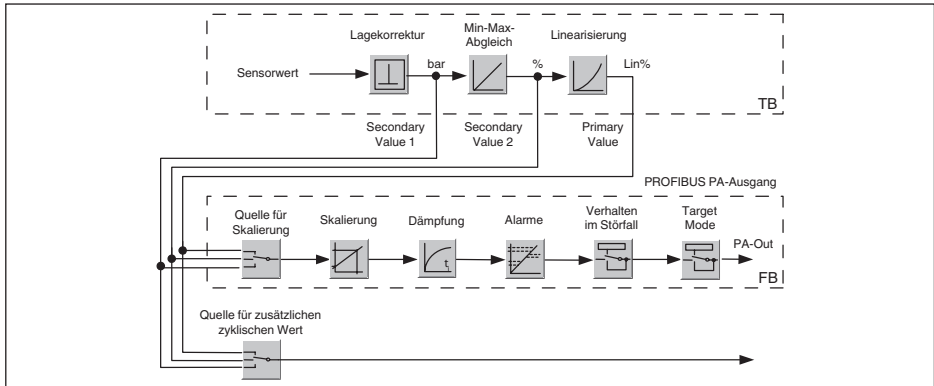 Lagekorrektur
Min-Max-
Abgleich
Linearisierung
Sensorwert
bar
%
Lin%
TB
Secondary
Value 1
Secondary
Value 2
Primary
Value
PROFIBUS PA-Ausgang
Quelle für
Skalierung
Skalierung
Dämpfung
Alarme
Verhalten
im Störfall
Target
Mode
t
PA-Out
FB
Quelle für zusätzlichen
zyklischen Wert